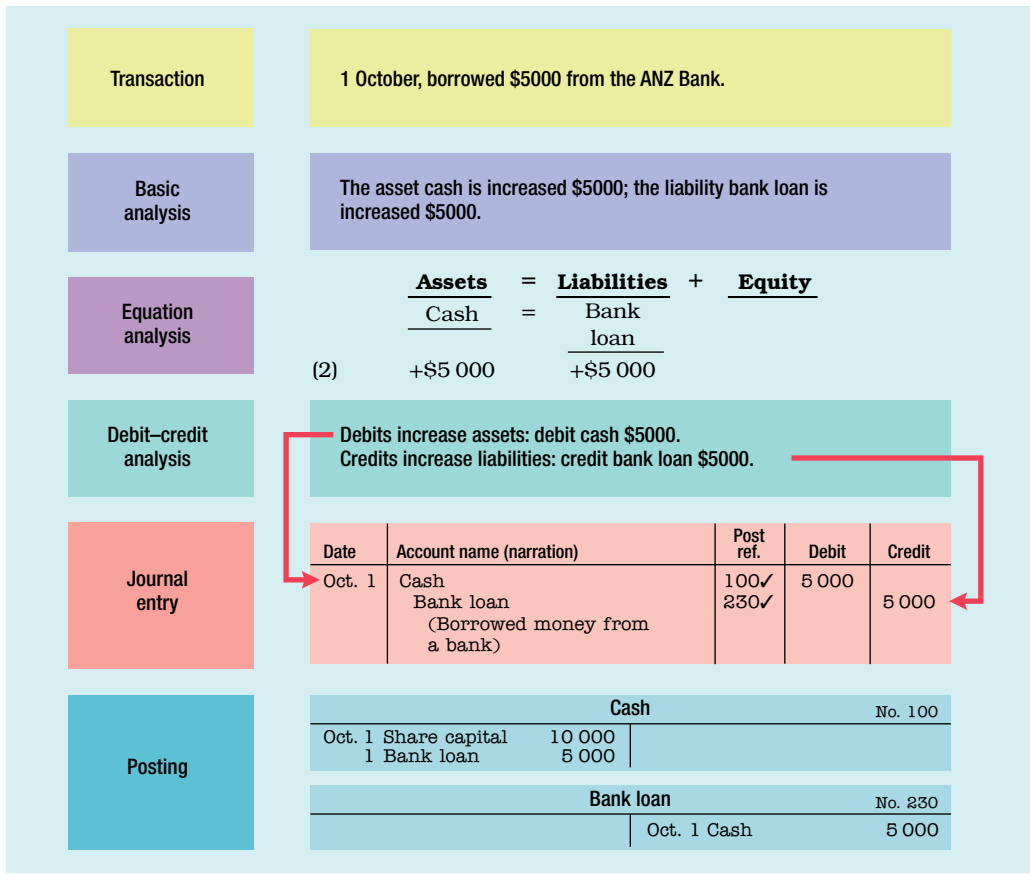 Transaction
1 October, borrowed $5000 from the ANZ Bank.
Basic
analysis
The asset cash is increased $5000; the liability bank loan is
increased $5000.
Equation
analysis
Assets = Liabilities + Equity
Cash = Bank
loan
(2) +$5 000 +$5 000
Debit–credit
analysis
Debits increase assets: debit cash $5000.
Credits increase liabilities: credit bank loan $5000.
Journal
entry
Date Account name (narration) Post
ref. Debit Credit
Oct. 1 Cash 100✓ 5 000
Bank loan 230✓ 5 000
(Borrowed money from
a bank)
Posting
Cash No. 100
Oct. 1 Share capital 10 000
1 Bank loan 5 000
Bank loan No. 230
Oct. 1 Cash 5 000